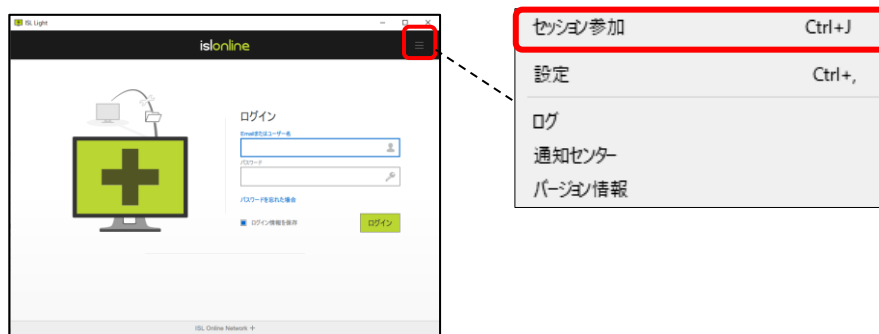 ISL Light
islonline
ログイン
Emailまたはユーザー名
パスワード
パスワードを忘れた場合
ログイン情報を保存
ログイン
ISL Online Network +
セッション参加 Ctrl+J
設定 Ctrl+,
ログ
通知センター
バージョン情報